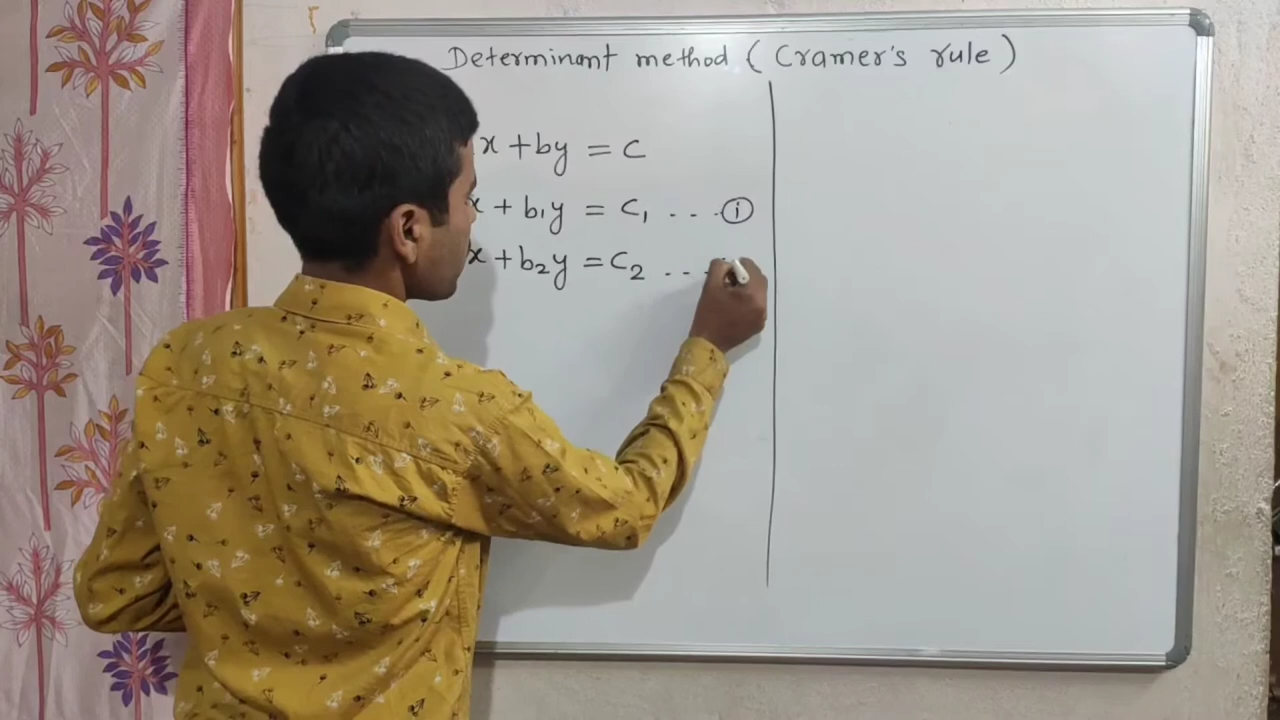 Determinant method (Cramer's rule)
x + by = c
x + b₁y = c₁ ... ⓘ
x + b₂y = c₂ ...